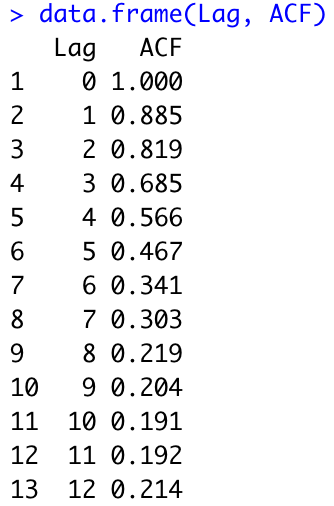 > data.frame(Lag, ACF)
Lag ACF
1 0 1.000
2 1 0.885
3 2 0.819
4 3 0.685
5 4 0.566
6 5 0.467
7 6 0.341
8 7 0.303
9 8 0.219
10 9 0.204
11 10 0.191
12 11 0.192
13 12 0.214